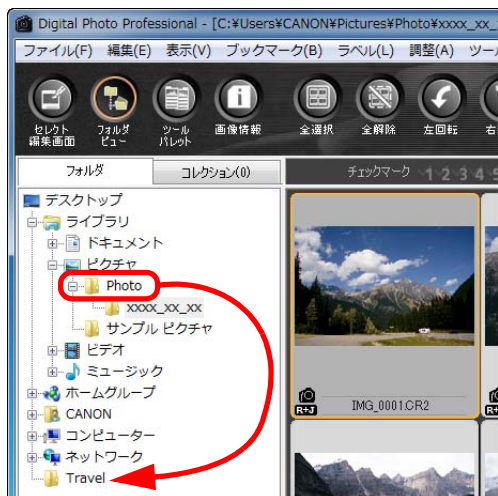 Digital Photo Professional - [C:¥Users¥CANON¥Pictures¥Photo¥xxxx_xx_
ファイル(F) 編集(E) 表示(V) ブックマーク(B) ラベル(L) 調整(A) ツー
セレクト編集画面 フォルダビュー ツールパレット 画像情報 全選択 全解除 左回転 右
フォルダ コレクション(0) チェックマーク 1 2 3 4 5
デスクトップ
ライブラリ
ドキュメント
ピクチャ
Photo
xxxx_xx_xx
サンプル ピクチャ
ビデオ
ミュージック
ホームグループ
CANON
コンピューター
ネットワーク
Travel
R+J IMG_0001.CR2 R+